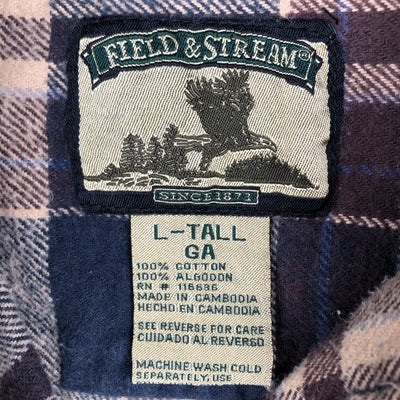 FIELD & STREAM®
SINCE 1871
L-TALL
GA
100% COTTON
100% ALGODON
RN # 115636
MADE IN CAMBODIA
HECHO EN CAMBODIA
SEE REVERSE FOR CARE
CUIDADO AL REVERSO
MACHINE WASH COLD
SEPARATELY, USE